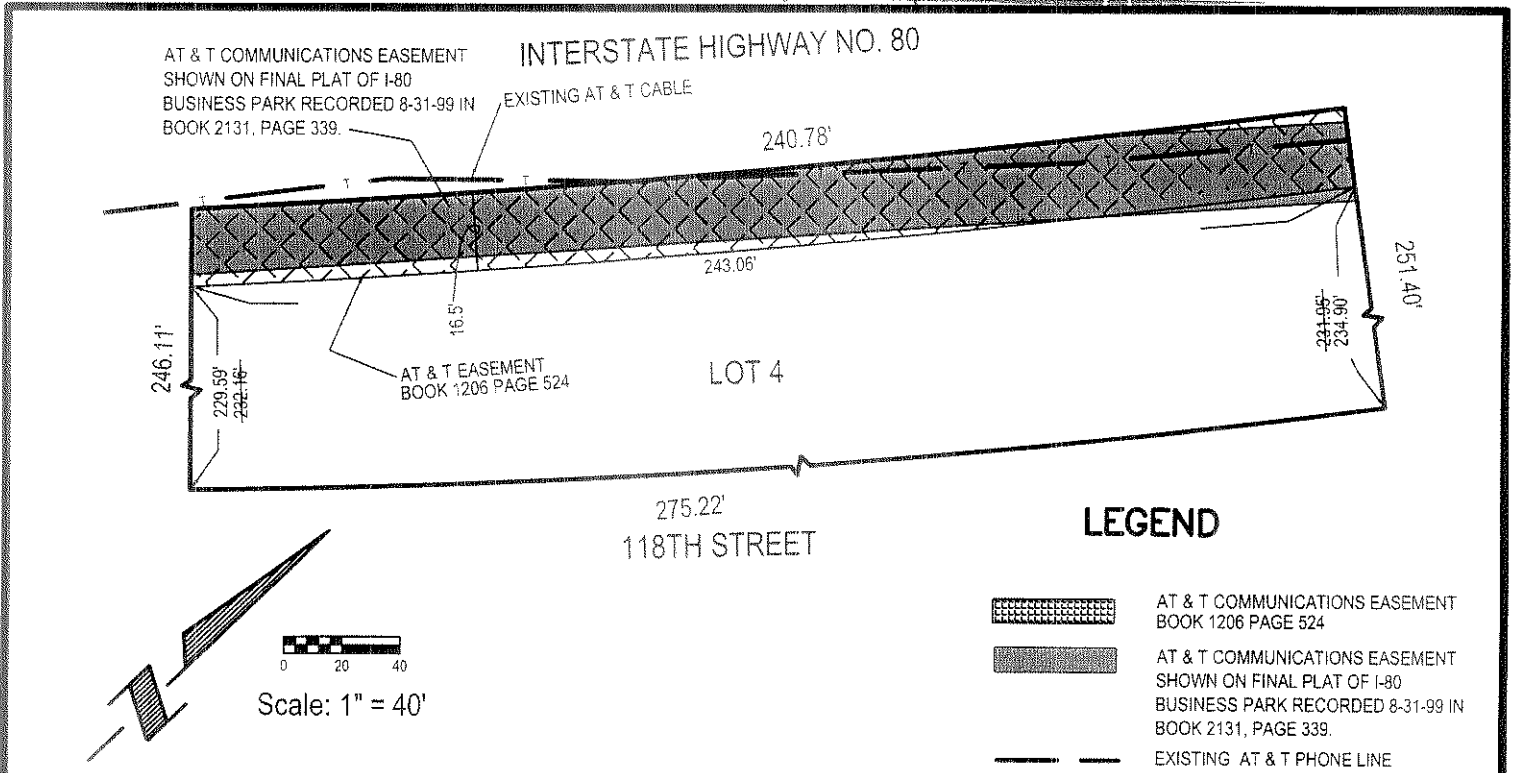 INTERSTATE HIGHWAY NO. 80
AT & T COMMUNICATIONS EASEMENT
SHOWN ON FINAL PLAT OF I-80
BUSINESS PARK RECORDED 8-31-99 IN
BOOK 2131, PAGE 339.
EXISTING AT & T CABLE
240.78'
T
T
T
243.06'
16.5'
246.11'
229.59'
232.16'
AT & T EASEMENT
BOOK 1206 PAGE 524
LOT 4
231.95'
234.90'
251.40'
275.22'
118TH STREET
0 20 40
Scale: 1" = 40'
LEGEND
AT & T COMMUNICATIONS EASEMENT
BOOK 1206 PAGE 524
AT & T COMMUNICATIONS EASEMENT
SHOWN ON FINAL PLAT OF I-80
BUSINESS PARK RECORDED 8-31-99 IN
BOOK 2131, PAGE 339.
EXISTING AT & T PHONE LINE